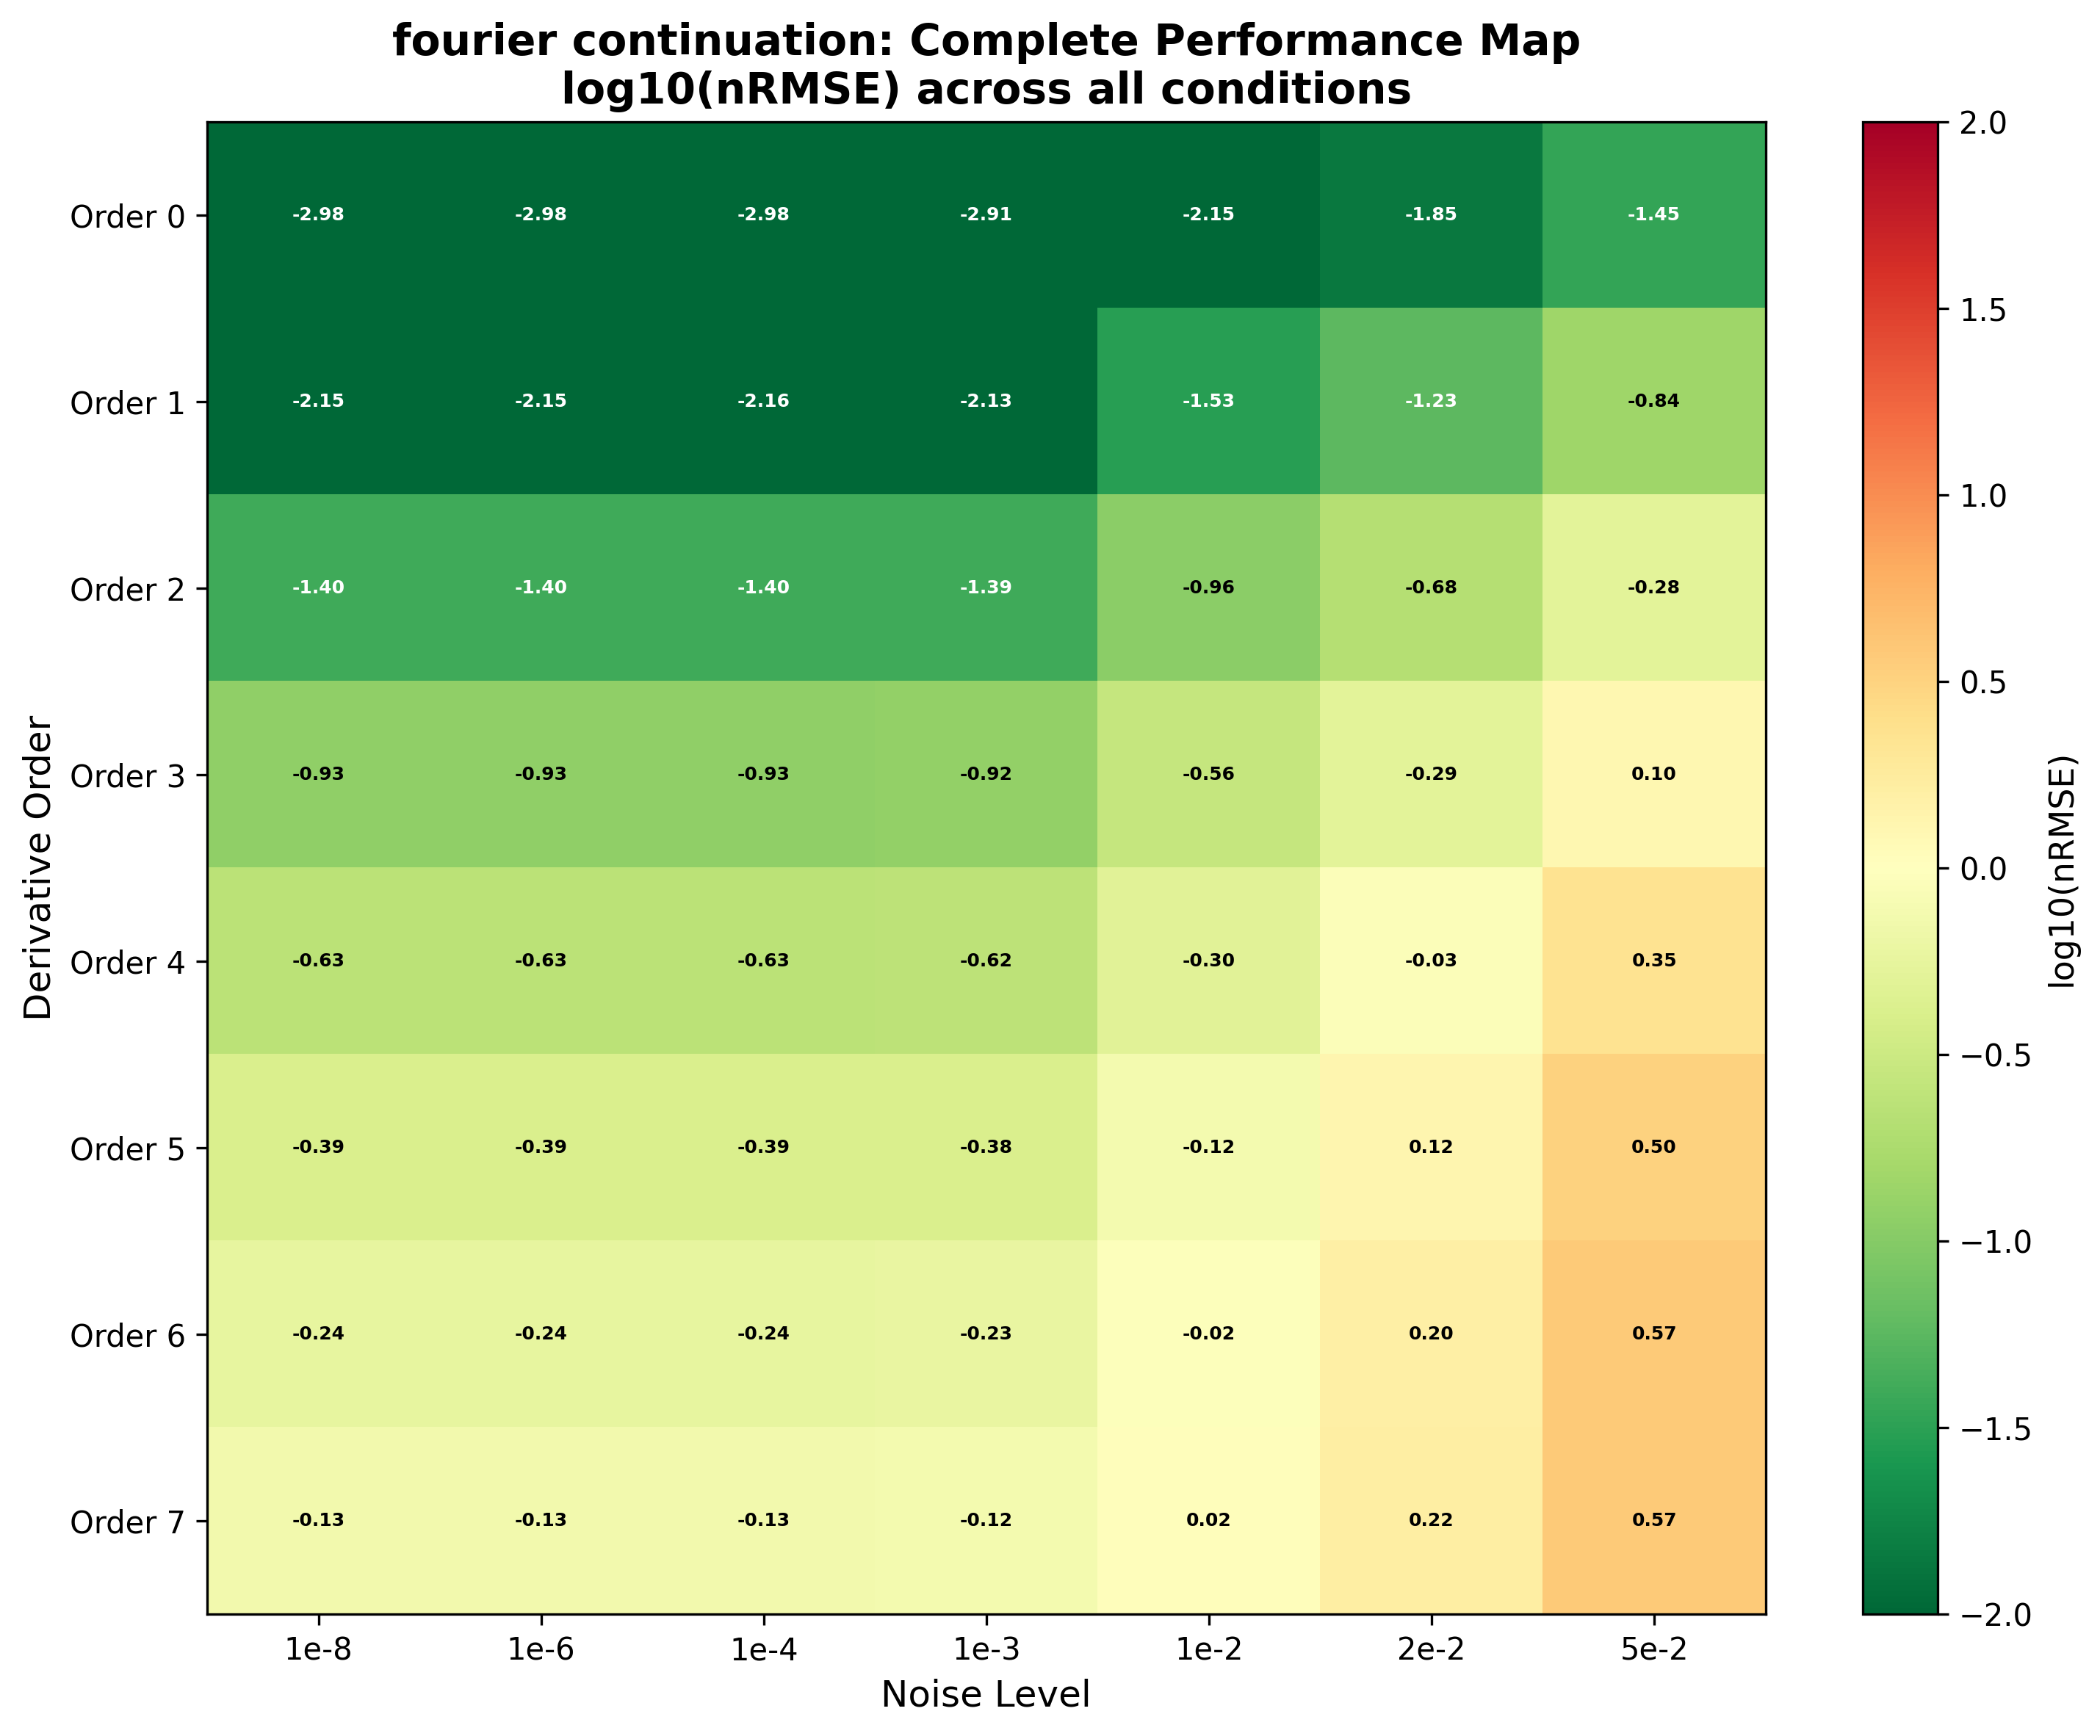 fourier continuation: Complete Performance Map
log10(nRMSE) across all conditions
Derivative Order
Order 0 -2.98 -2.98 -2.98 -2.91 -2.15 -1.85 -1.45
Order 1 -2.15 -2.15 -2.16 -2.13 -1.53 -1.23 -0.84
Order 2 -1.40 -1.40 -1.40 -1.39 -0.96 -0.68 -0.28
Order 3 -0.93 -0.93 -0.93 -0.92 -0.56 -0.29 0.10
Order 4 -0.63 -0.63 -0.63 -0.62 -0.30 -0.03 0.35
Order 5 -0.39 -0.39 -0.39 -0.38 -0.12 0.12 0.50
Order 6 -0.24 -0.24 -0.24 -0.23 -0.02 0.20 0.57
Order 7 -0.13 -0.13 -0.13 -0.12 0.02 0.22 0.57
1e-8 1e-6 1e-4 1e-3 1e-2 2e-2 5e-2
Noise Level
2.0
1.5
1.0
0.5
0.0
−0.5
−1.0
−1.5
−2.0
log10(nRMSE)